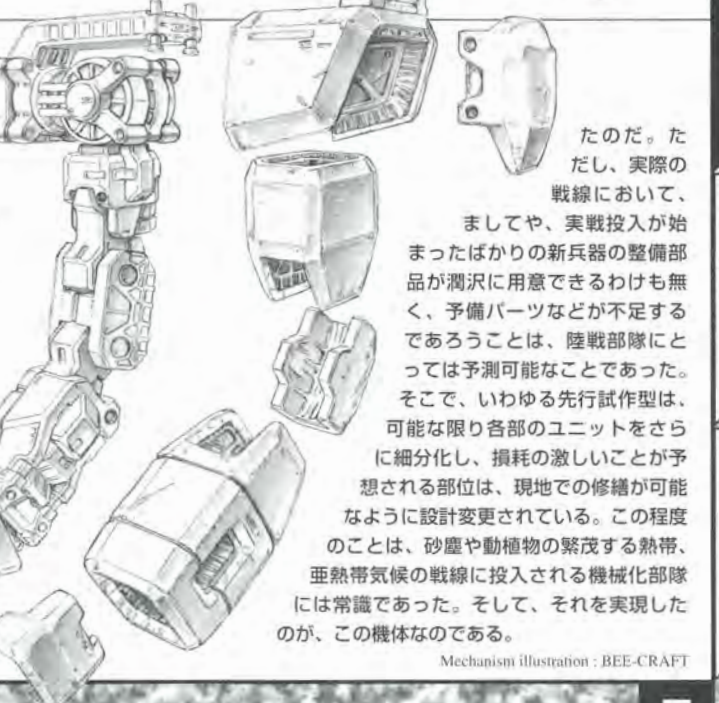 たのだ。た
だし、実際の
戦線において、
ましてや、実戦投入が始
まったばかりの新兵器の整備部
品が潤沢に用意できるわけも無
く、予備パーツなどが不足する
であろうことは、陸戦部隊にと
っては予測可能なことであった。
そこで、いわゆる先行試作型は、
可能な限り各部のユニットをさら
に細分化し、損耗の激しいことが予
想される部位は、現地での修繕が可能
なように設計変更されている。この程度
のことは、砂塵や動植物の繁茂する熱帯、
亜熱帯気候の戦線に投入される機械化部隊
には常識であった。そして、それを実現した
のが、この機体なのである。
Mechanism illustration : BEE-CRAFT